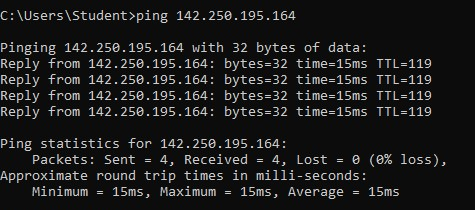 C:\Users\Student>ping 142.250.195.164
Pinging 142.250.195.164 with 32 bytes of data:
Reply from 142.250.195.164: bytes=32 time=15ms TTL=119
Reply from 142.250.195.164: bytes=32 time=15ms TTL=119
Reply from 142.250.195.164: bytes=32 time=15ms TTL=119
Reply from 142.250.195.164: bytes=32 time=15ms TTL=119
Ping statistics for 142.250.195.164:
Packets: Sent = 4, Received = 4, Lost = 0 (0% loss),
Approximate round trip times in milli-seconds:
Minimum = 15ms, Maximum = 15ms, Average = 15ms